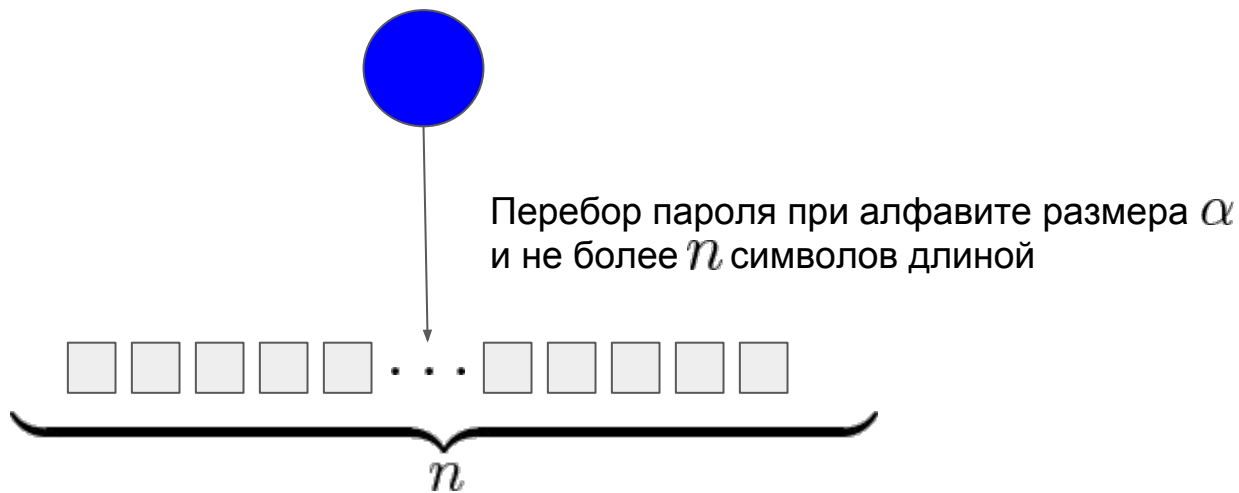 Перебор пароля при алфавите размера α
и не более n символов длиной
. . .
n